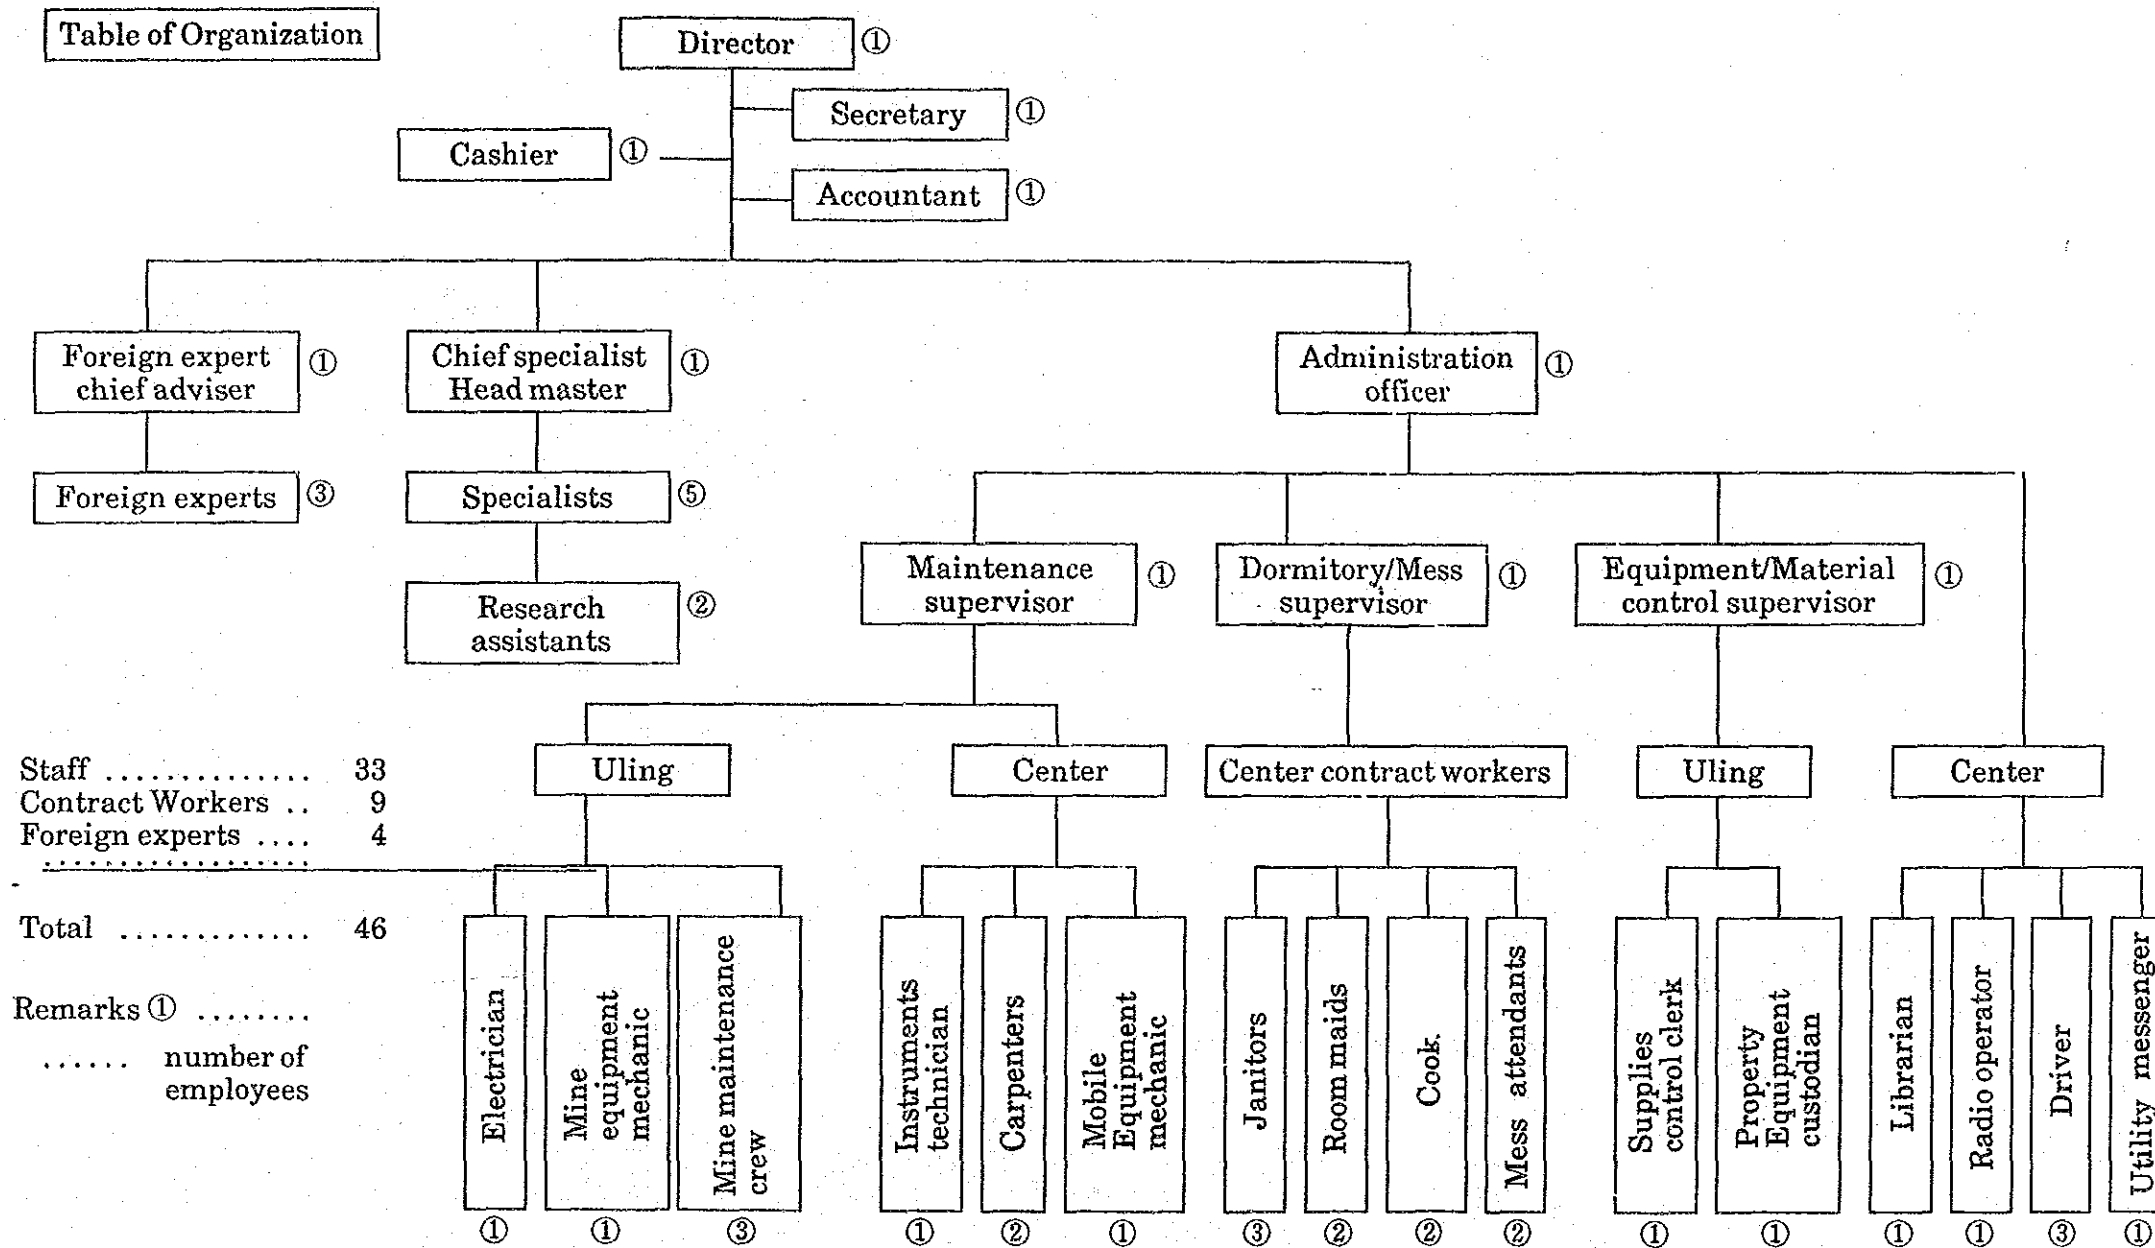 Table of Organization
Director ①
Secretary ①
Cashier ①
Accountant ①
Foreign expert
chief adviser ①
Chief specialist
Head master ①
Administration
officer ①
Foreign experts ③
Specialists ⑤
Research
assistants ②
Maintenance
supervisor ①
Dormitory/Mess
supervisor ①
Equipment/Material
control supervisor ①
Uling
Center
Center contract workers
Uling
Center
Staff .............. 33
Contract Workers .. 9
Foreign experts .... 4
..................
Total ............. 46
Remarks ① ........
...... number of
employees
Electrician
①
Mine
equipment
mechanic
①
Mine maintenance
crew
③
Instruments
technician
①
Carpenters
②
Mobile
Equipment
mechanic
①
Janitors
③
Room maids
②
Cook
②
Mess attendants
②
Supplies
control clerk
①
Property
Equipment
custodian
①
Librarian
①
Radio operator
①
Driver
③
Utility messenger
①